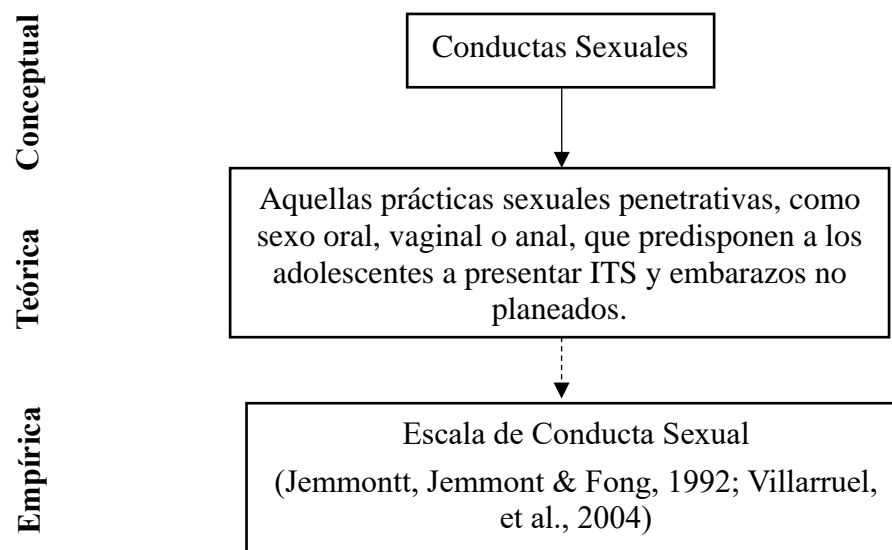 Conceptual
Conductas Sexuales
Teórica
Aquellas prácticas sexuales penetrativas, como
sexo oral, vaginal o anal, que predisponen a los
adolescentes a presentar ITS y embarazos no
planeados.
Empírica
Escala de Conducta Sexual
(Jemmontt, Jemmont & Fong, 1992; Villarruel,
et al., 2004)